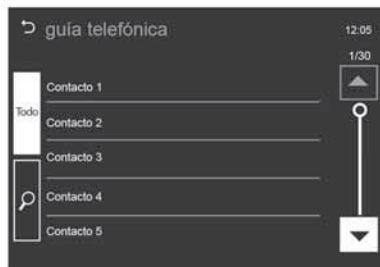 guía telefónica
12:05
1/30
Todo
Contacto 1
Contacto 2
Contacto 3
Contacto 4
Contacto 5